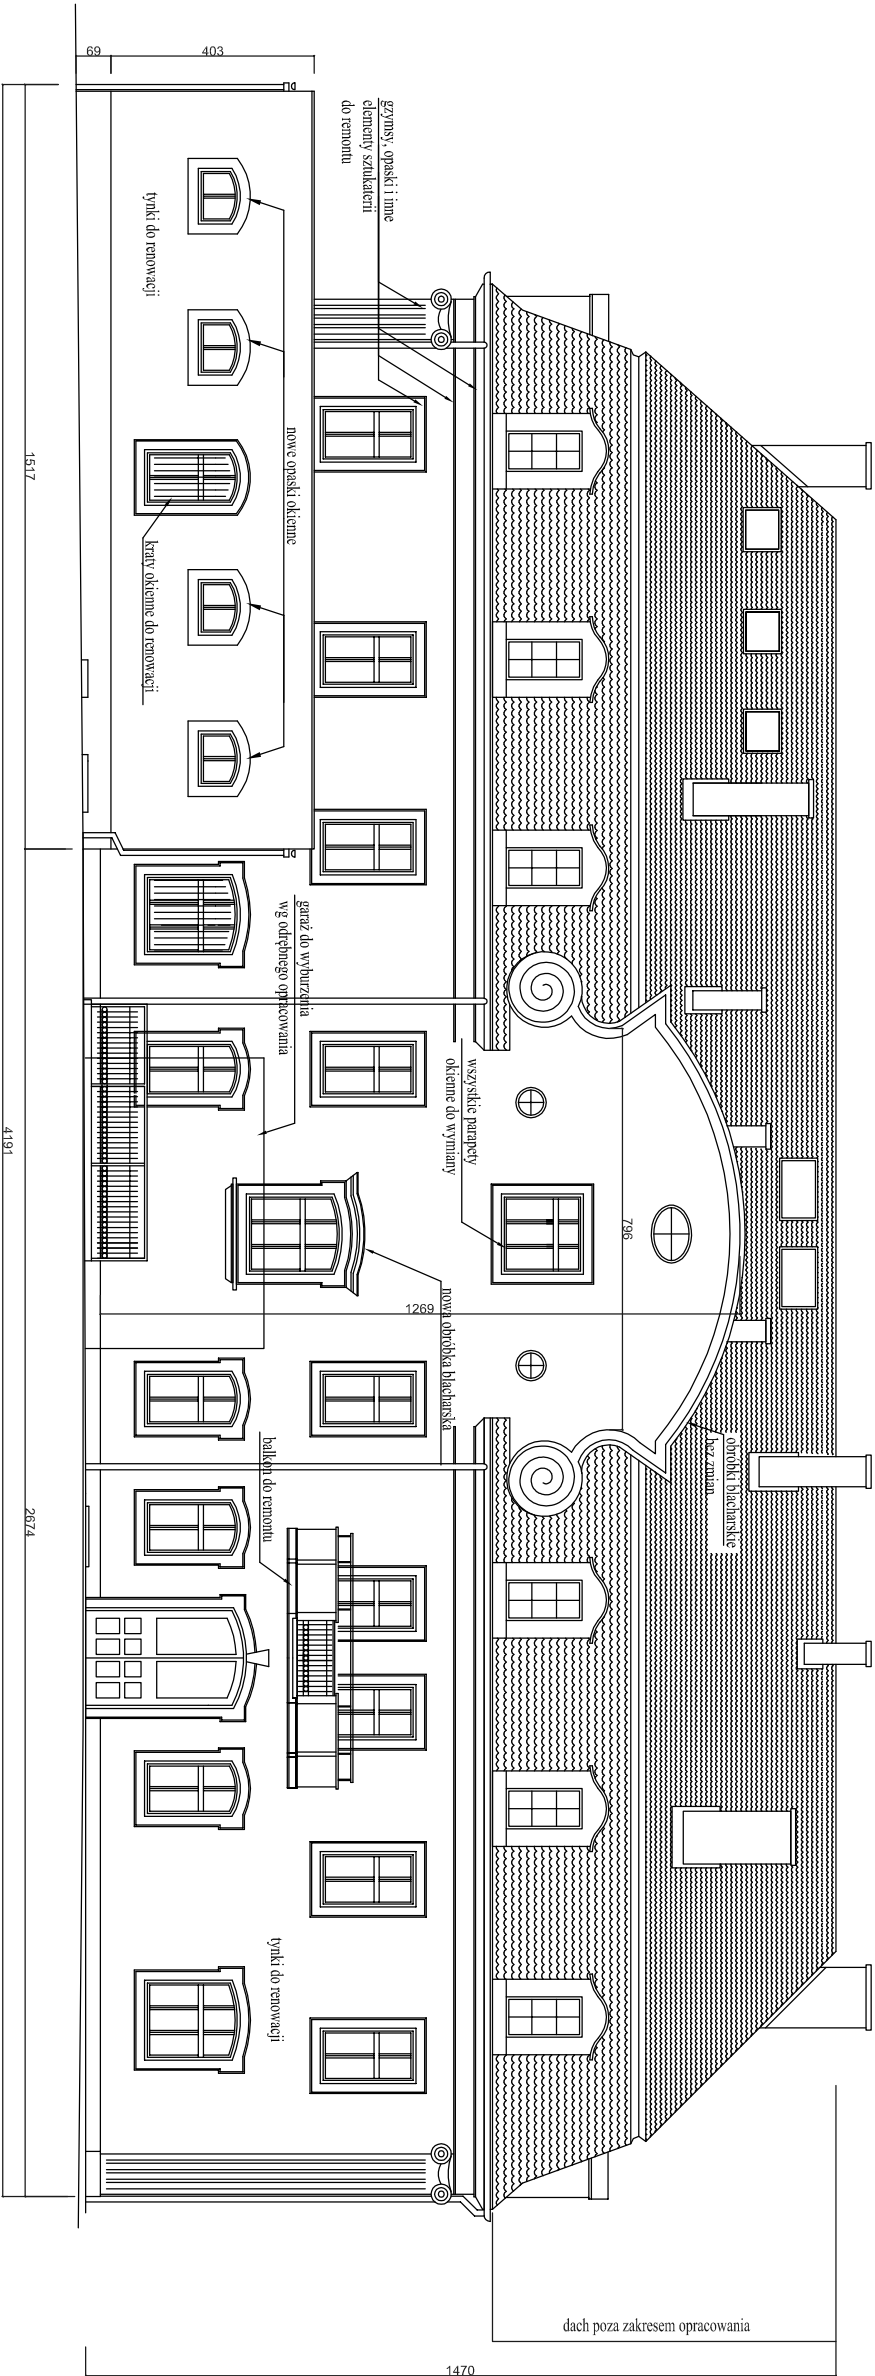 69
403
gzymsy, opaski i inne
elementy sztukaterii
do remontu
tynki do renowacji
nowe opaski okienne
kraty okienne do renowacji
1517
garaż do wyburzenia
wg odrębnego opracowania
wszystkie parapety
okienne do wymiany
796
4191
1269
nowa obróbka blacharska
obróbki blacharskie
bez zmian
balkon do remontu
2674
tynki do renowacji
dach poza zakresem opracowania
1470